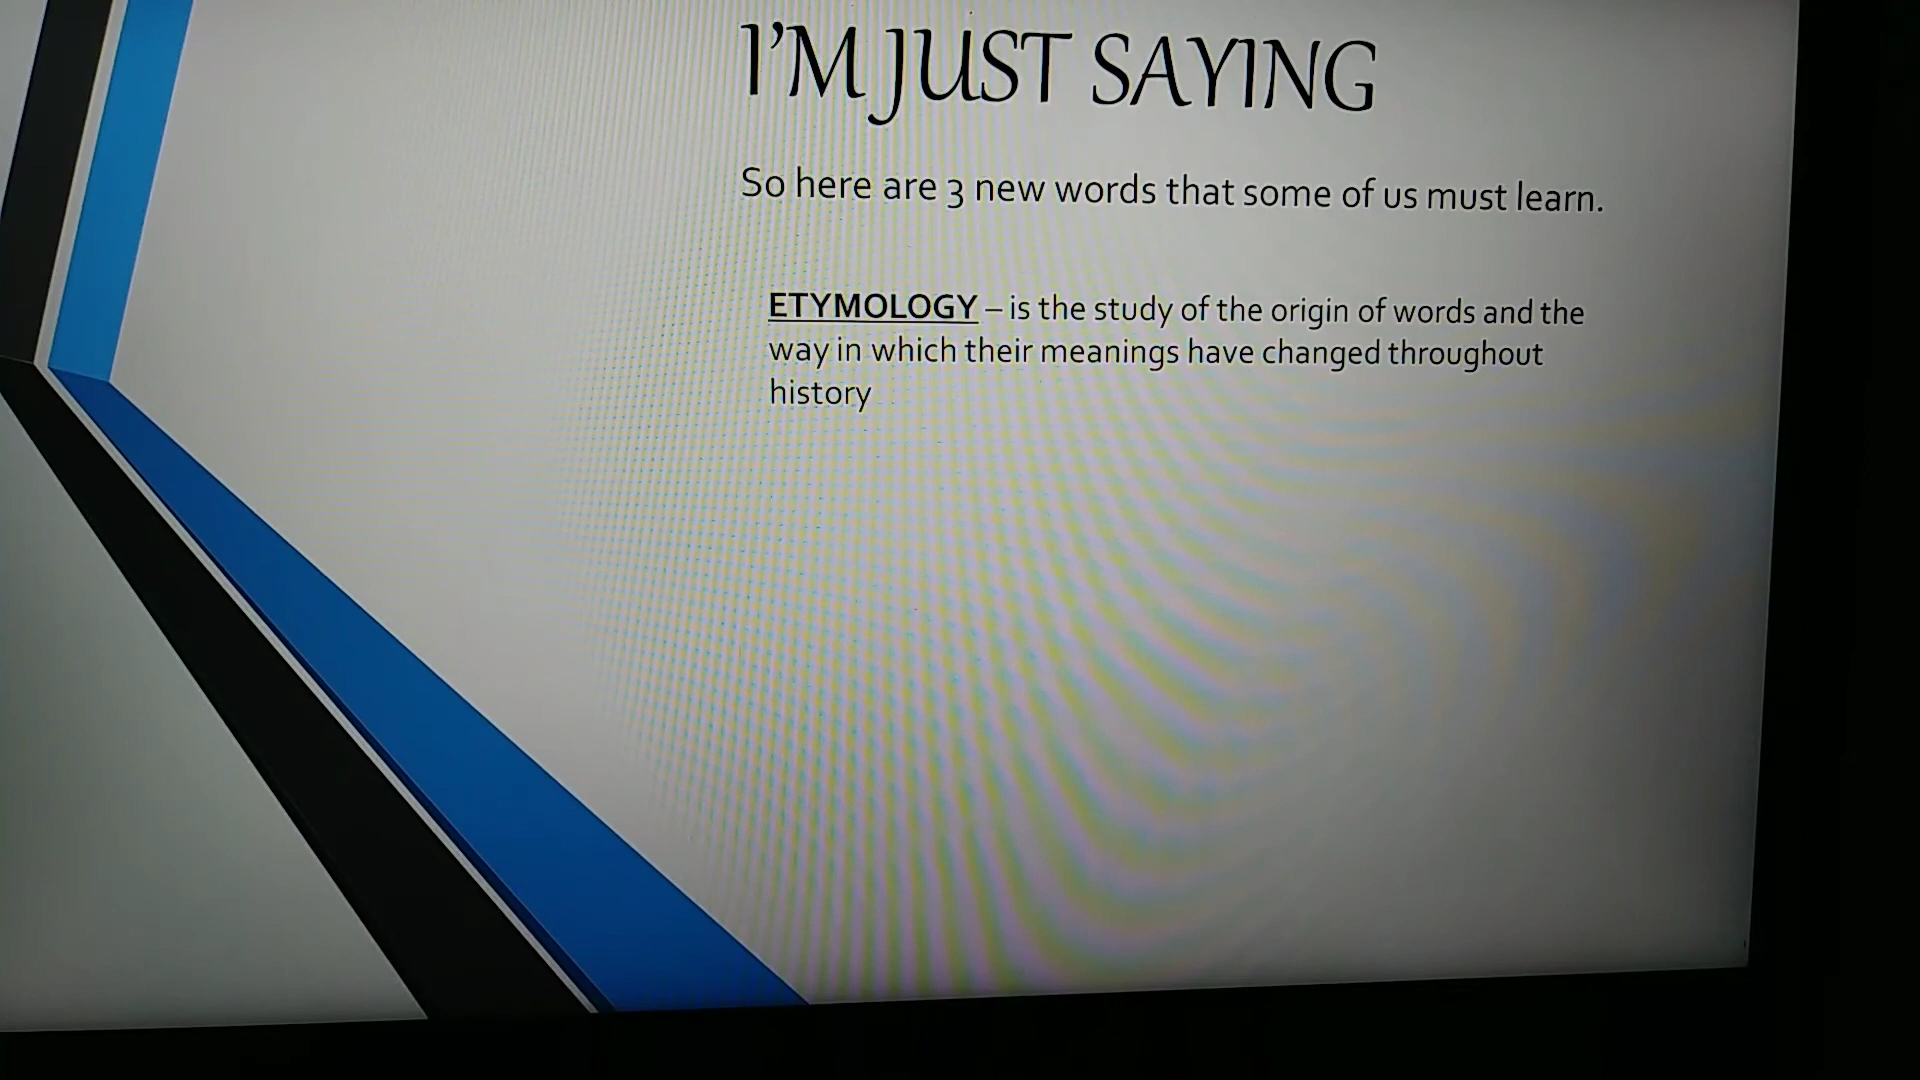 I'M JUST SAYING
So here are 3 new words that some of us must learn.
ETYMOLOGY – is the study of the origin of words and the
way in which their meanings have changed throughout
history